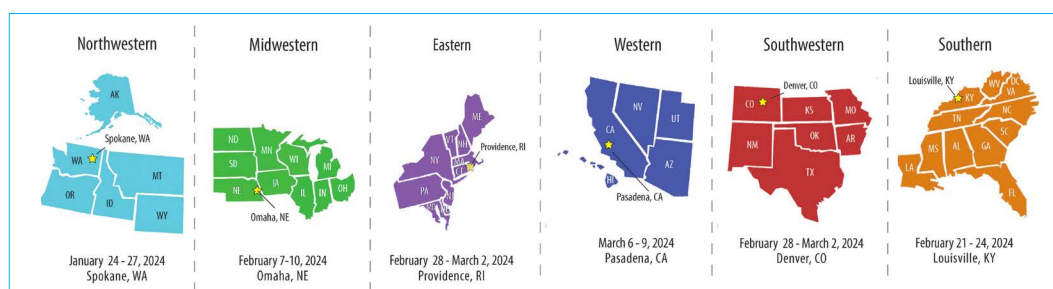 Northwestern
AK
Spokane, WA
WA
MT
OR
ID
WY
January 24 - 27, 2024
Spokane, WA
Midwestern
ND
MN
SD
WI
MI
NE
IA
IL
IN
OH
Omaha, NE
February 7-10, 2024
Omaha, NE
Eastern
ME
VT
NH
NY
Providence, RI
MA
CT
PA
February 28 - March 2, 2024
Providence, RI
Western
NV
UT
CA
AZ
HI
Pasadena, CA
March 6 - 9, 2024
Pasadena, CA
Southwestern
Denver, CO
CO
KS
MO
OK
AR
NM
TX
February 28 - March 2, 2024
Denver, CO
Southern
Louisville, KY
WV
DC
VA
KY
NC
TN
SC
MS
AL
GA
LA
FL
February 21 - 24, 2024
Louisville, KY